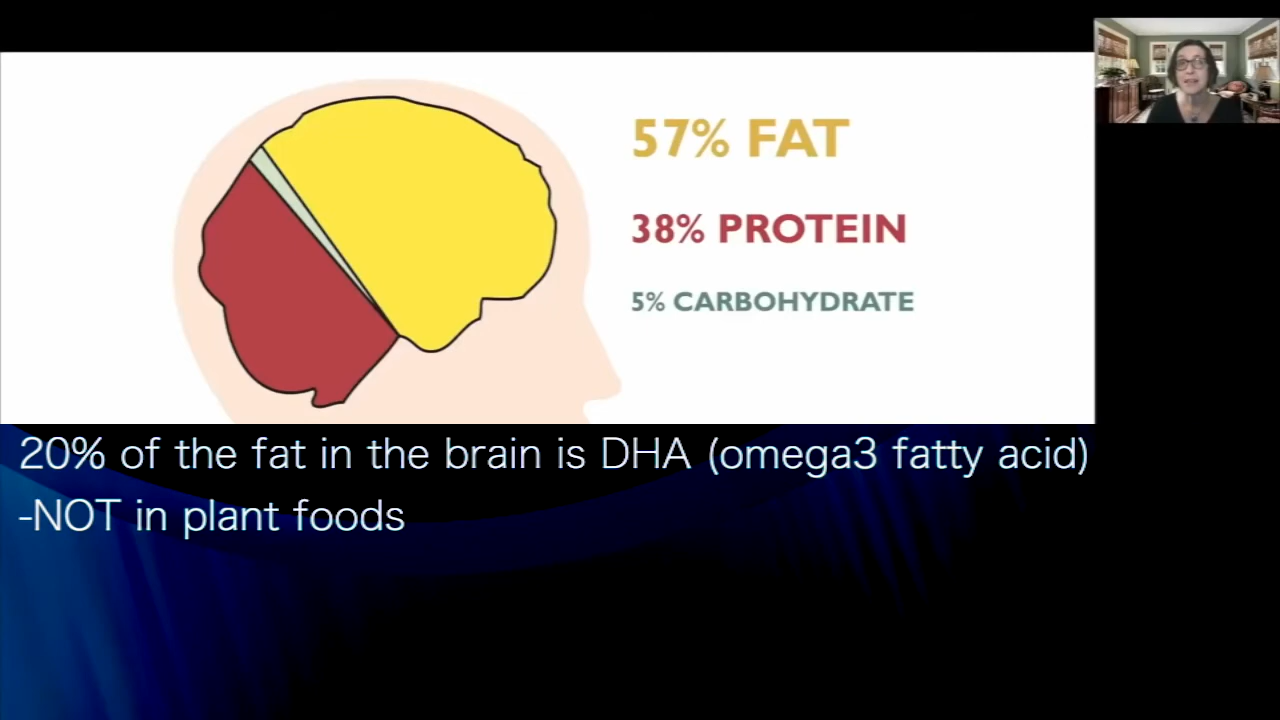 57% FAT
38% PROTEIN
5% CARBOHYDRATE
20% of the fat in the brain is DHA (omega3 fatty acid)
-NOT in plant foods